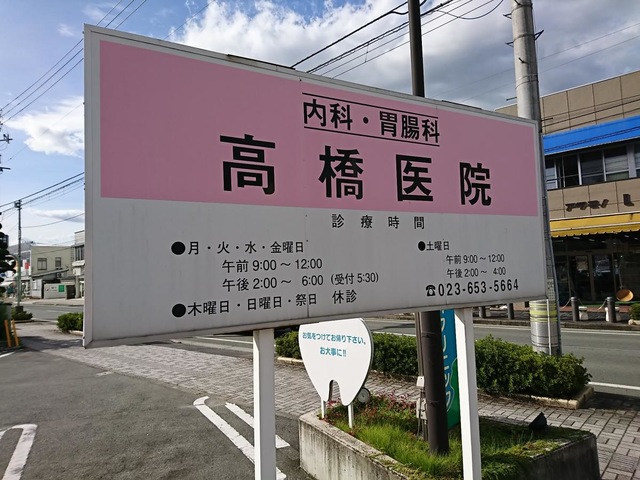 内科・胃腸科
高橋医院
診療時間
●月・火・水・金曜日
午前9:00〜12:00
午後2:00〜 6:00 (受付5:30)
●木曜日・日曜日・祭日 休診
●土曜日
午前9:00〜12:00
午後2:00〜 4:00
☎023-653-5664
お気をつけてお帰り下さい。
お大事に!!